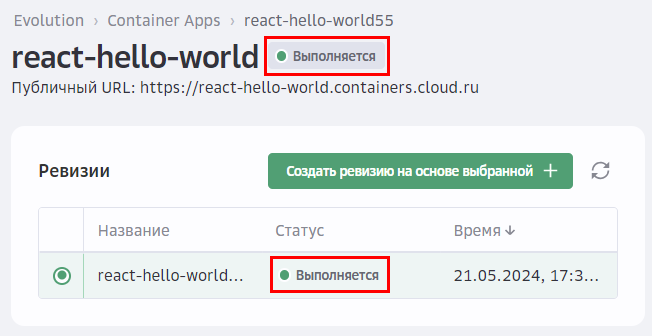 Evolution › Container Apps › react-hello-world55
react-hello-world Выполняется
Публичный URL: https://react-hello-world.containers.cloud.ru
Ревизии Создать ревизию на основе выбранной +
Название Статус Время ↓
react-hello-world... Выполняется 21.05.2024, 17:3...